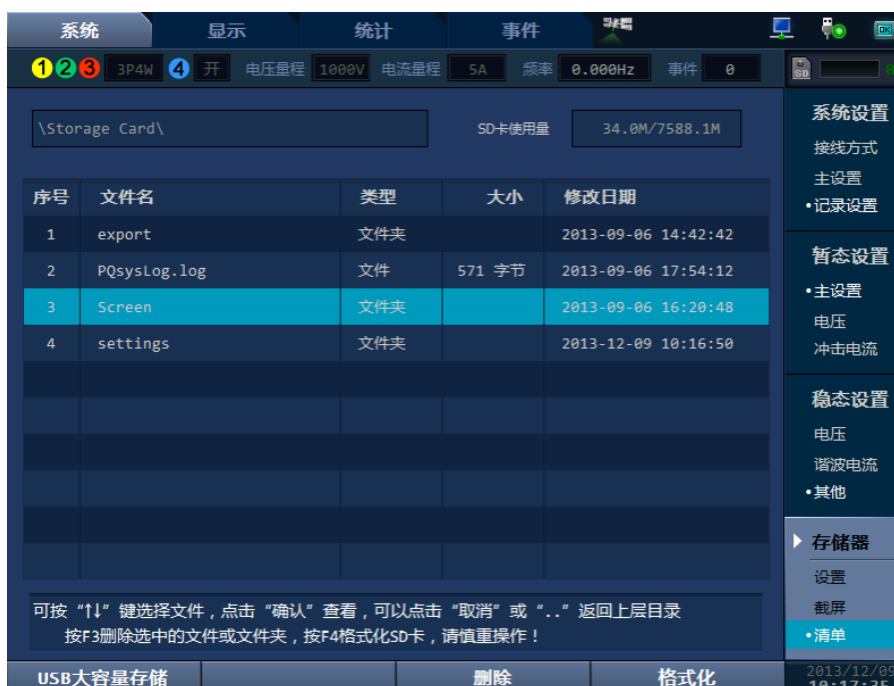 系统 显示 统计 事件
1 2 3 3P4W 4 开 电压量程 1000V 电流量程 5A 频率 0.000Hz 事件 0
\Storage Card\ SD卡使用量 34.0M/7588.1M
序号 文件名 类型 大小 修改日期
1 export 文件夹 2013-09-06 14:42:42
2 PQsysLog.log 文件 571 字节 2013-09-06 17:54:12
3 Screen 文件夹 2013-09-06 16:20:48
4 settings 文件夹 2013-12-09 10:16:50
可按“↑↓”键选择文件，点击“确认”查看，可以点击“取消”或“..”返回上层目录
按F3删除选中的文件或文件夹，按F4格式化SD卡，请慎重操作！
USB大容量存储 删除 格式化
OK
SD 0
系统设置
接线方式
主设置
•记录设置
暂态设置
•主设置
电压
冲击电流
稳态设置
电压
谐波电流
•其他
存储器
设置
截屏
•清单
2013/12/09
10:17:35